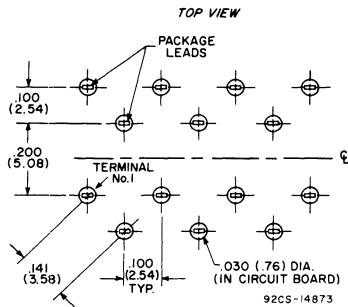 TOP VIEW
PACKAGE
LEADS
.100
(2.54)
.200
(5.08)
℄
TERMINAL
No.1
.141
(3.58)
.100
(2.54)
TYP.
.030 (.76) DIA.
(IN CIRCUIT BOARD)
92CS-14873